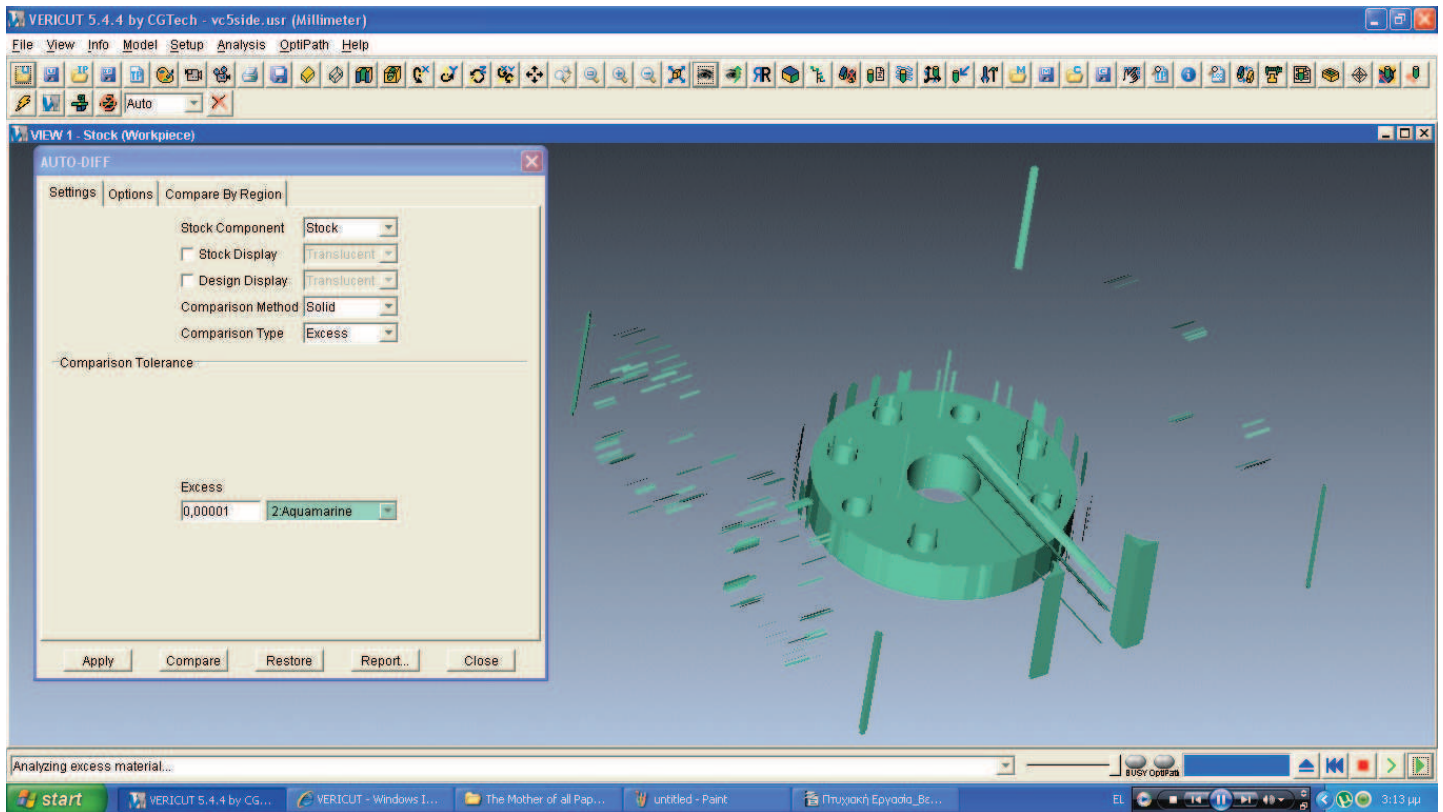 VERICUT 5.4.4 by CGTech - vc5side.usr (Millimeter)
File View Info Model Setup Analysis OptiPath Help
Auto
VIEW 1 - Stock (Workpiece)
AUTO-DIFF
Settings Options Compare By Region
Stock Component Stock
Stock Display Translucent
Design Display Translucent
Comparison Method Solid
Comparison Type Excess
Comparison Tolerance
Excess
0,00001 2:Aquamarine
Apply Compare Restore Report... Close
Analyzing excess material...
BUSY OptiPath
start VERICUT 5.4.4 by CG... VERICUT - Windows I... The Mother of all Pap... untitled - Paint Πτυχιακή Εργασία_Βε... EL 3:13 μμ